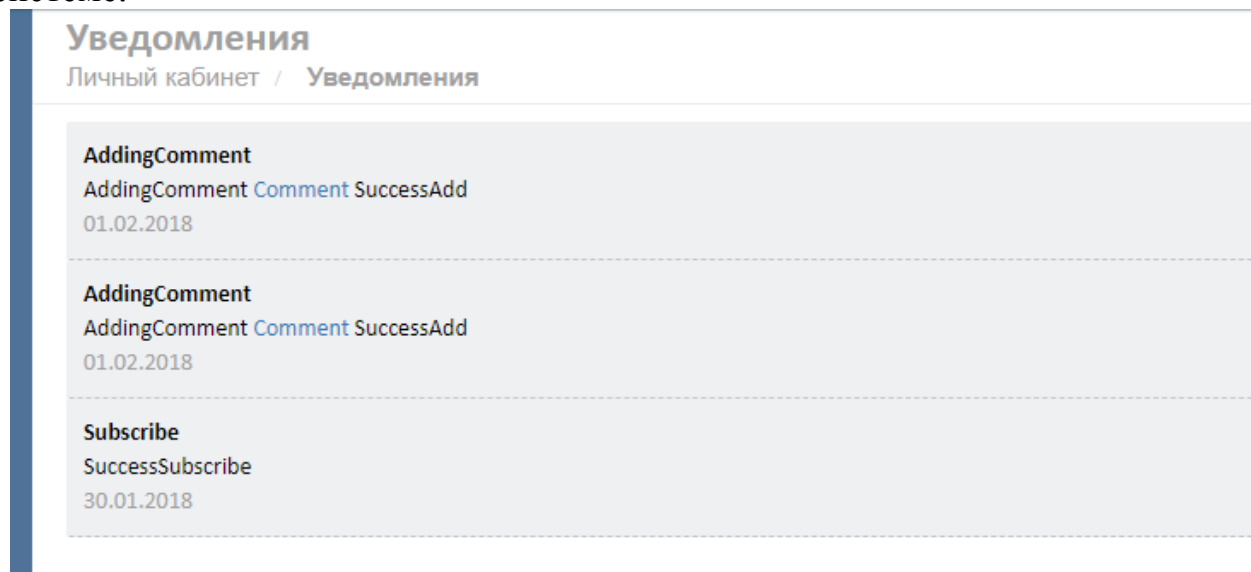 Уведомления
Личный кабинет / Уведомления
AddingComment
AddingComment Comment SuccessAdd
01.02.2018
AddingComment
AddingComment Comment SuccessAdd
01.02.2018
Subscribe
SuccessSubscribe
30.01.2018